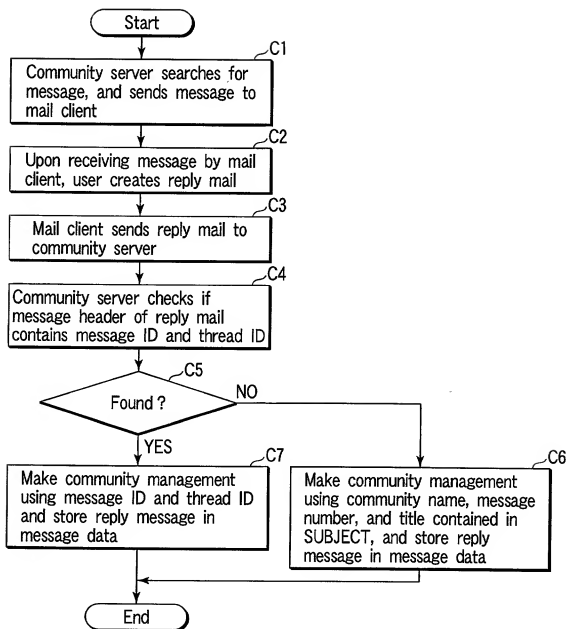 Start
C1
Community server searches for
message, and sends message to
mail client
C2
Upon receiving message by mail
client, user creates reply mail
C3
Mail client sends reply mail to
community server
C4
Community server checks if
message header of reply mail
contains message ID and thread ID
C5
Found ?
NO
YES
C7
Make community management
using message ID and thread ID
and store reply message in
message data
C6
Make community management
using community name, message
number, and title contained in
SUBJECT, and store reply
message in message data
End